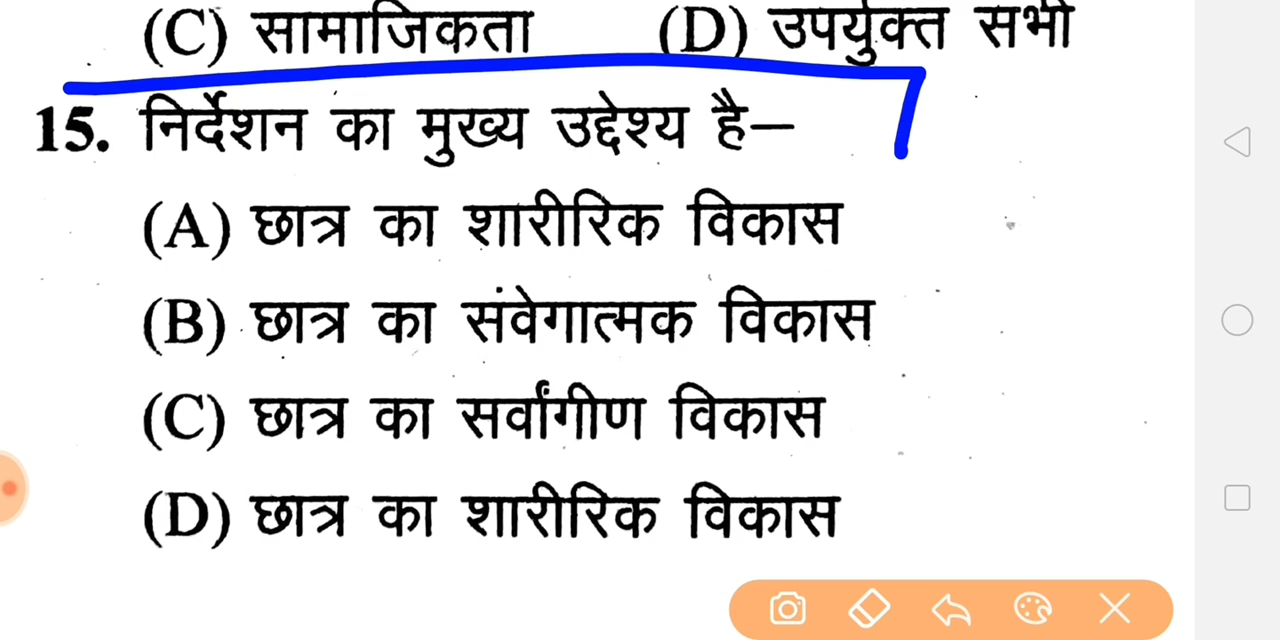 (C) सामाजिकता (D) उपर्युक्त सभी
15. निर्देशन का मुख्य उद्देश्य है–
(A) छात्र का शारीरिक विकास
(B) छात्र का संवेगात्मक विकास
(C) छात्र का सर्वांगीण विकास
(D) छात्र का शारीरिक विकास